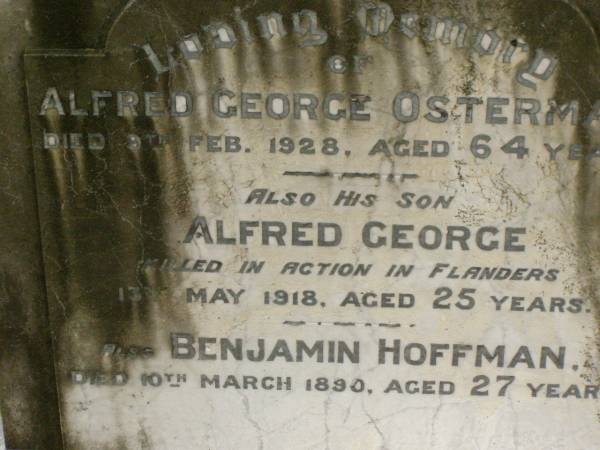 Loving Memory
OF
ALFRED GEORGE OSTERMA
DIED 9TH FEB. 1928, AGED 64 YEA
ALSO HIS SON
ALFRED GEORGE
KILLED IN ACTION IN FLANDERS
MAY 1918, AGED 25 YEARS.
ALSO BENJAMIN HOFFMAN,
DIED 10TH MARCH 1890, AGED 27 YEAR